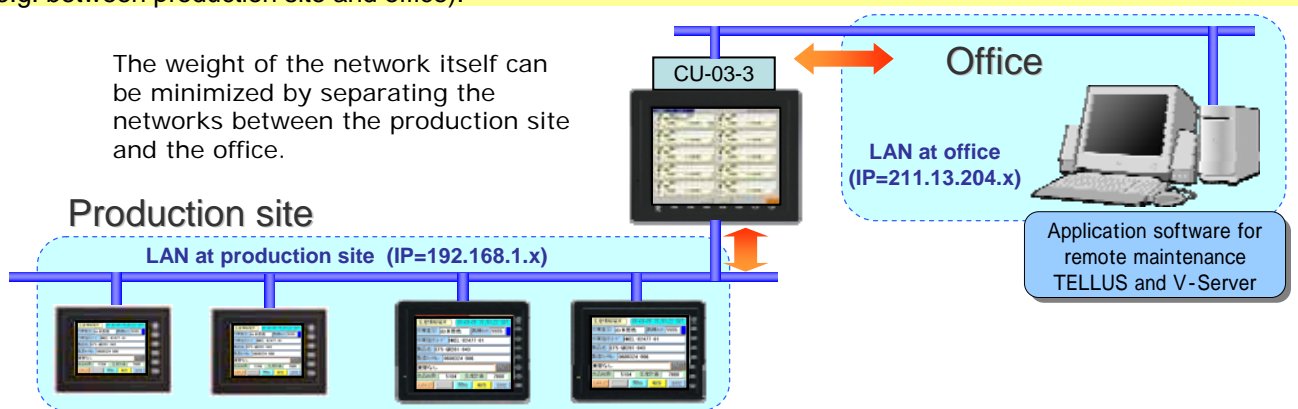 e.g. between production site and office).
The weight of the network itself can
be minimized by separating the
networks between the production site
and the office.
CU-03-3
Office
LAN at office
(IP=211.13.204.x)
Production site
LAN at production site (IP=192.168.1.x)
Application software for
remote maintenance
TELLUS and V-Server